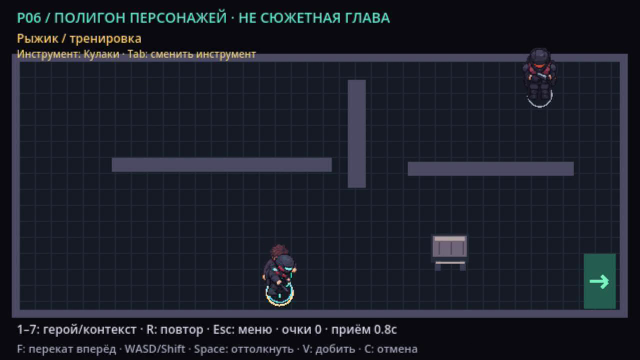 P06 / ПОЛИГОН ПЕРСОНАЖЕЙ · НЕ СЮЖЕТНАЯ ГЛАВА
Рыжик / тренировка
Инструмент: Кулаки · Tab: сменить инструмент
1–7: герой/контекст · R: повтор · Esc: меню · очки 0 · приём 0.8с
F: перекат вперёд · WASD/Shift · Space: оттолкнуть · V: добить · C: отмена